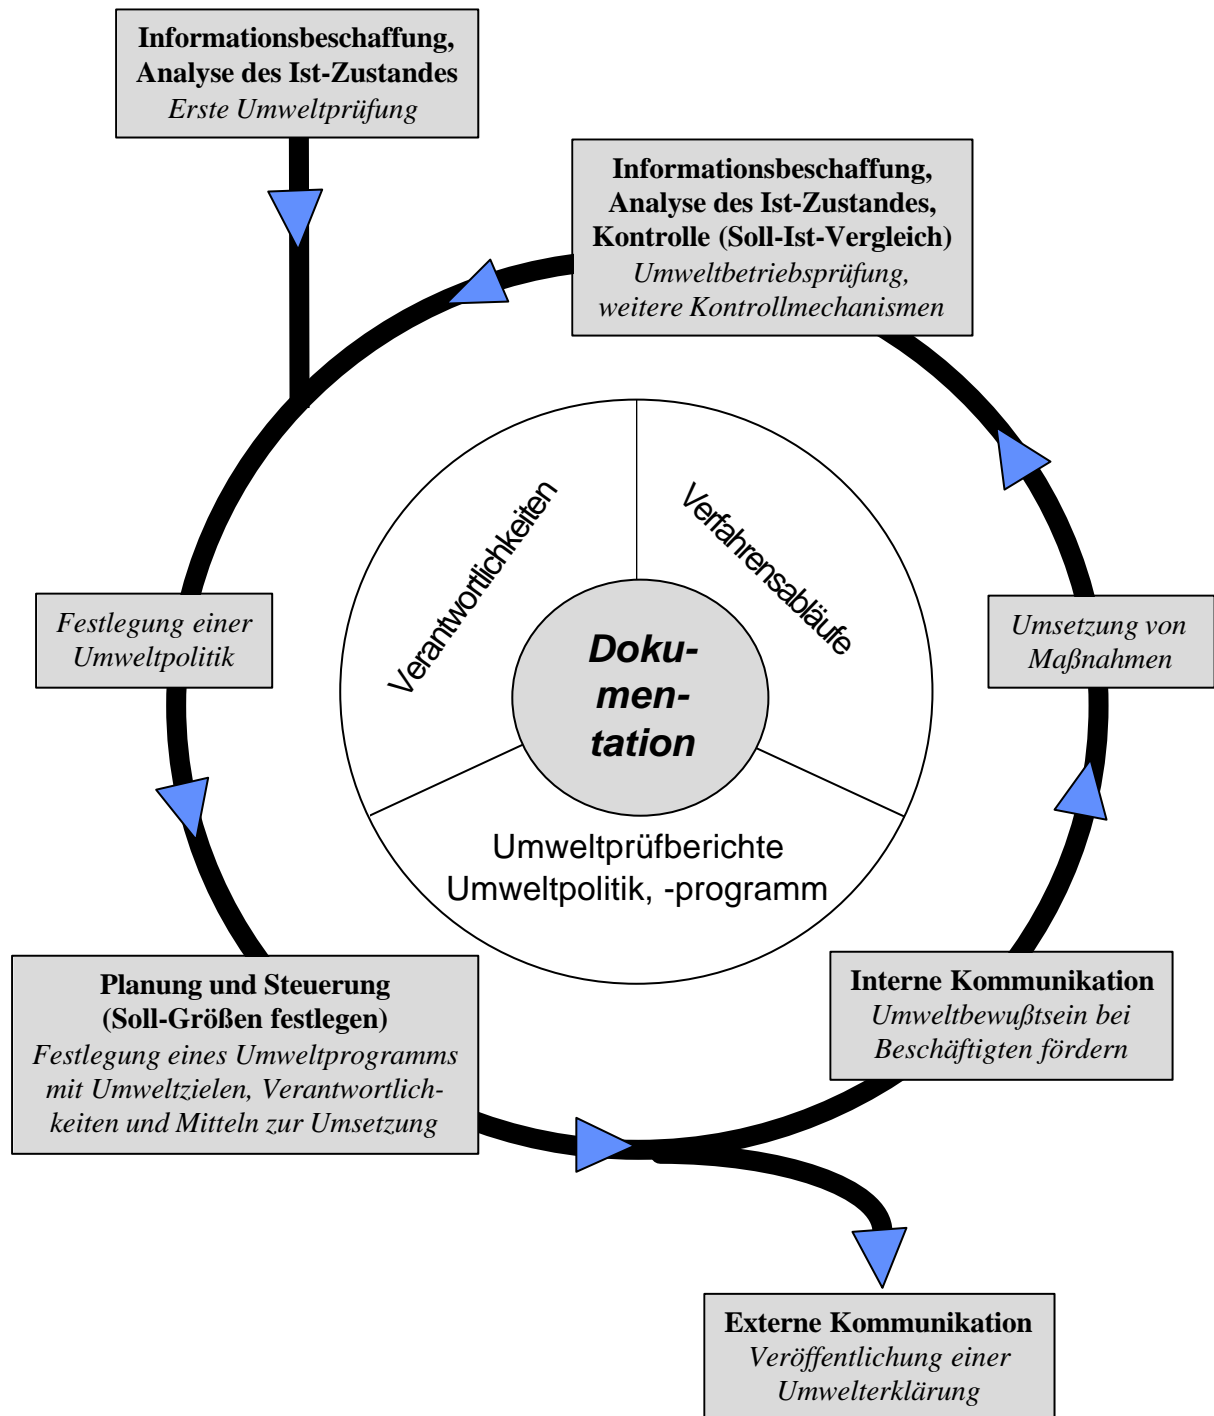 Informationsbeschaffung,
Analyse des Ist-Zustandes
Erste Umweltprüfung
Informationsbeschaffung,
Analyse des Ist-Zustandes,
Kontrolle (Soll-Ist-Vergleich)
Umweltbetriebsprüfung,
weitere Kontrollmechanismen
Verantwortlichkeiten
Verfahrensabläufe
Festlegung einer
Umweltpolitik
Doku-
men-
tation
Umsetzung von
Maßnahmen
Umweltprüfberichte
Umweltpolitik, -programm
Planung und Steuerung
(Soll-Größen festlegen)
Festlegung eines Umweltprogramms
mit Umweltzielen, Verantwortlich-
keiten und Mitteln zur Umsetzung
Interne Kommunikation
Umweltbewußtsein bei
Beschäftigten fördern
Externe Kommunikation
Veröffentlichung einer
Umwelterklärung